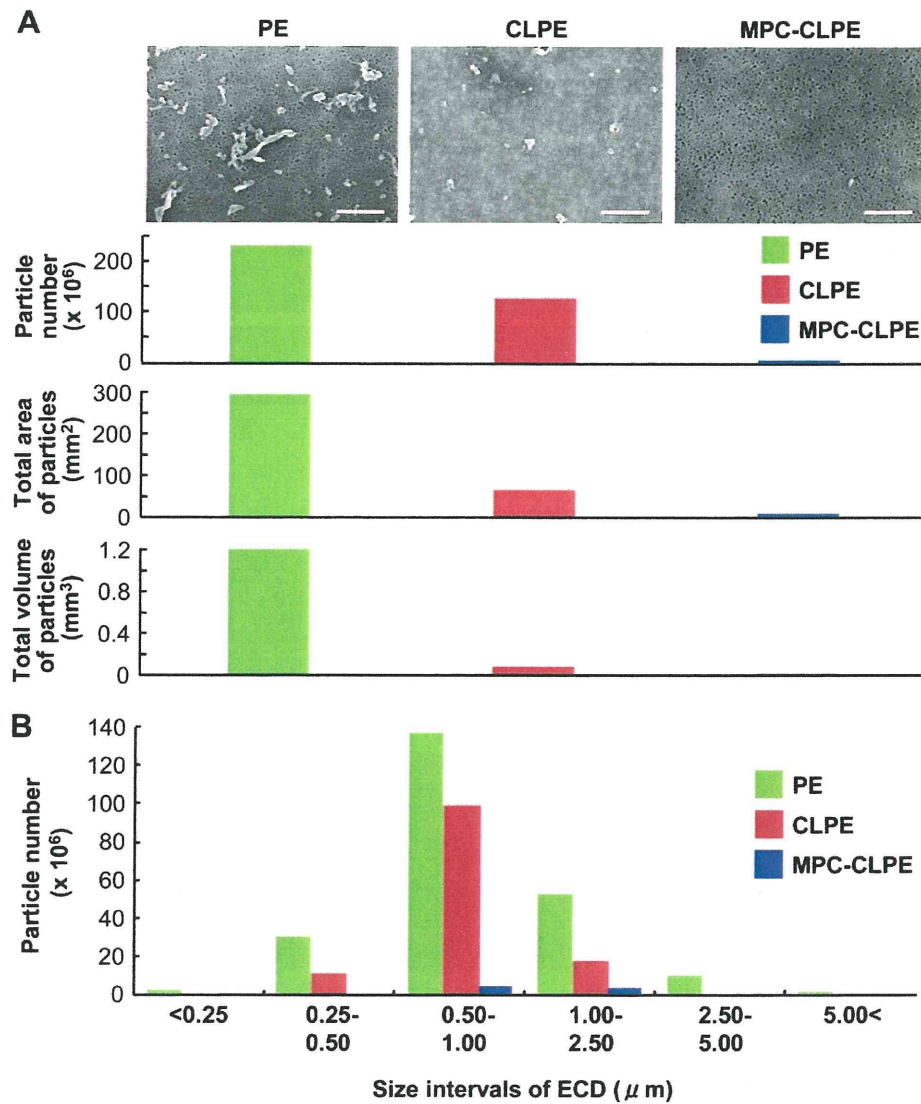 A
PE
CLPE
MPC-CLPE
Particle
number
(x 10⁶)
200
100
0
PE
CLPE
MPC-CLPE
Total area
of particles
(mm²)
300
200
100
0
Total volume
of particles
(mm³)
1.2
0.8
0.4
0
B
Particle number
(x 10⁶)
140
120
100
80
60
40
20
0
PE
CLPE
MPC-CLPE
<0.25
0.25-
0.50
0.50-
1.00
1.00-
2.50
2.50-
5.00
5.00<
Size intervals of ECD (μm)